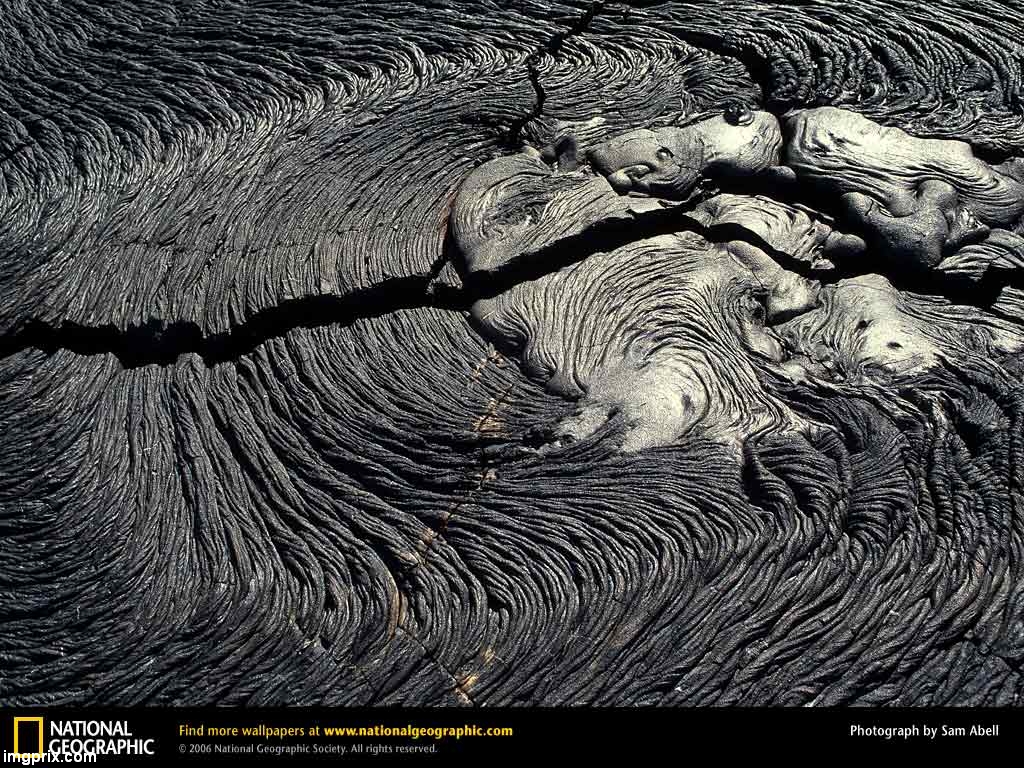 NATIONAL
GEOGRAPHIC
imgprix.com
Find more wallpapers at www.nationalgeographic.com
© 2006 National Geographic Society. All rights reserved.
Photograph by Sam Abell